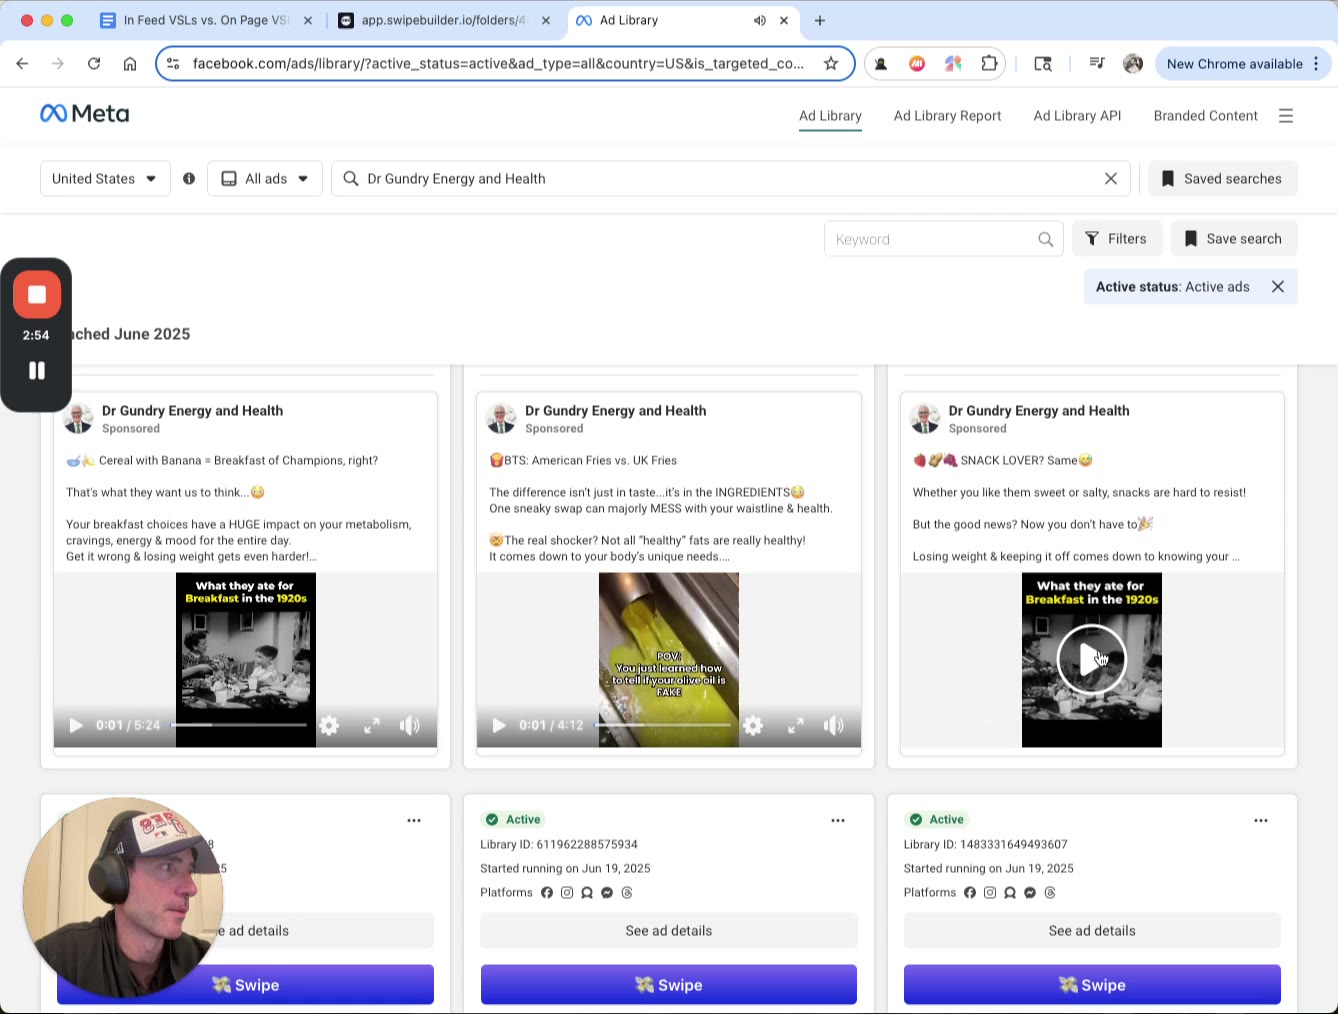 In Feed VSLs vs. On Page VS
app.swipebuilder.io/folders/4
Ad Library
facebook.com/ads/library/?active_status=active&ad_type=all&country=US&is_targeted_co...
New Chrome available
Meta
Ad Library
Ad Library Report
Ad Library API
Branded Content
United States
All ads
Dr Gundry Energy and Health
Saved searches
Keyword
Filters
Save search
Active status: Active ads
2:54
ched June 2025
Dr Gundry Energy and Health
Sponsored
🥣🍌 Cereal with Banana = Breakfast of Champions, right?
That's what they want us to think...😳
Your breakfast choices have a HUGE impact on your metabolism,
cravings, energy & mood for the entire day.
Get it wrong & losing weight gets even harder!...
What they ate for
Breakfast in the 1920s
0:01 / 5:24
Dr Gundry Energy and Health
Sponsored
🍟BTS: American Fries vs. UK Fries
The difference isn't just in taste...it's in the INGREDIENTS😳
One sneaky swap can majorly MESS with your waistline & health.
🤯The real shocker? Not all "healthy" fats are really healthy!
It comes down to your body's unique needs....
POV:
You just learned how
to tell if your olive oil is
FAKE
0:01 / 4:12
Dr Gundry Energy and Health
Sponsored
🍓🥜🍇 SNACK LOVER? Same😅
Whether you like them sweet or salty, snacks are hard to resist!
But the good news? Now you don't have to🎉
Losing weight & keeping it off comes down to knowing your ...
What they ate for
Breakfast in the 1920s
8
25
e ad details
💸 Swipe
Active
Library ID: 611962288575934
Started running on Jun 19, 2025
Platforms
See ad details
💸 Swipe
Active
Library ID: 1483331649493607
Started running on Jun 19, 2025
Platforms
See ad details
💸 Swipe